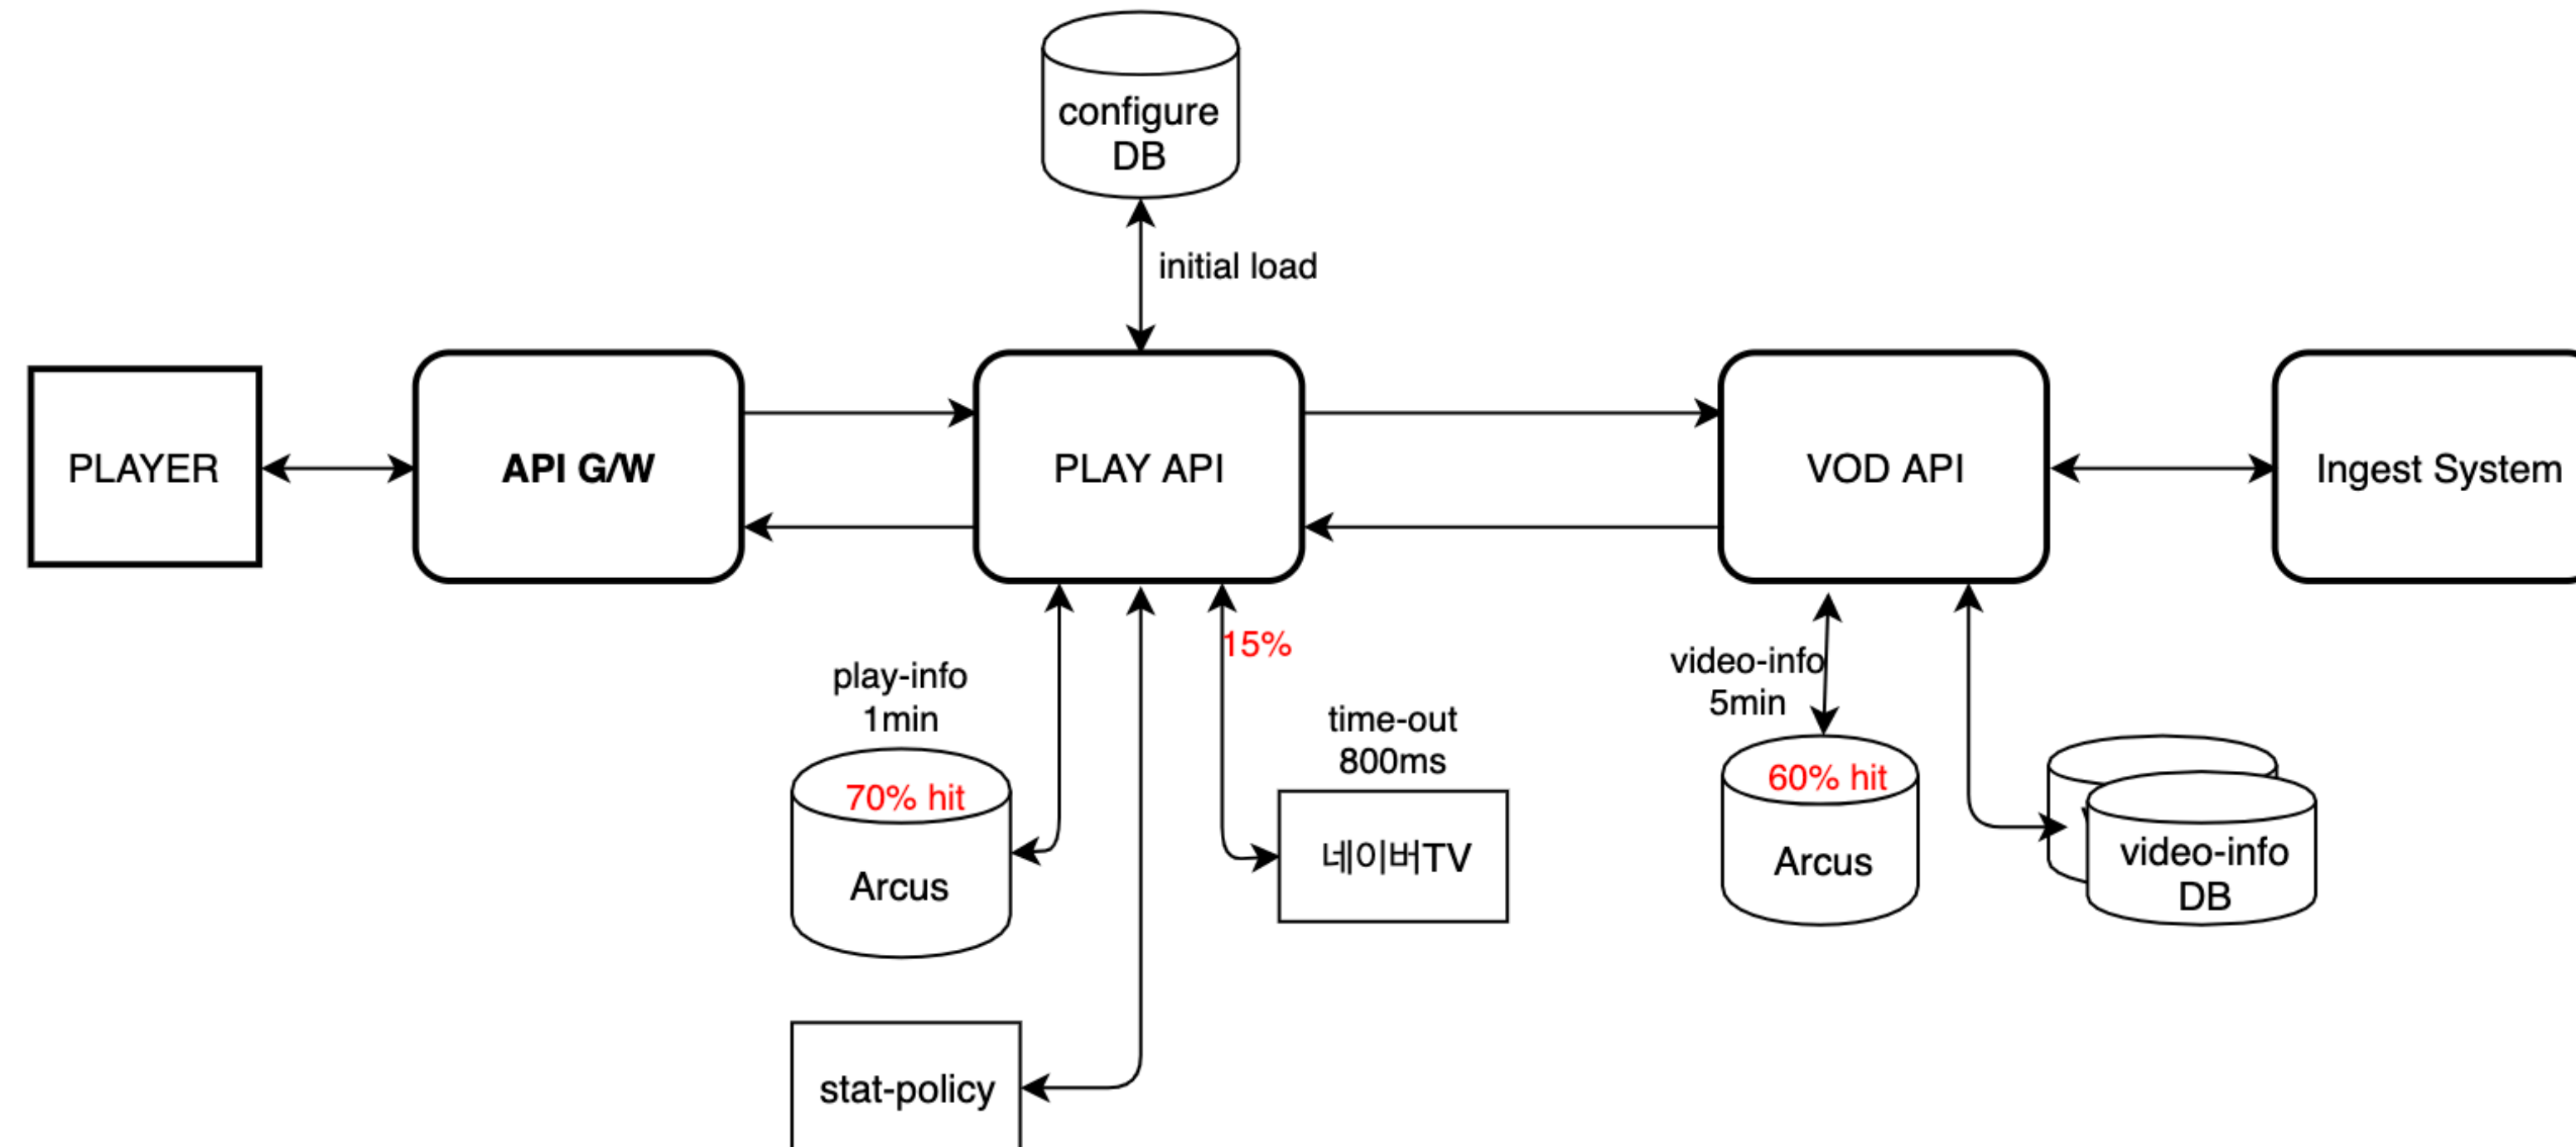 configure
DB
initial load
PLAYER
API G/W
PLAY API
VOD API
Ingest System
15%
play-info
1min
time-out
800ms
video-info
5min
70% hit
Arcus
네이버TV
60% hit
Arcus
video-info
DB
stat-policy